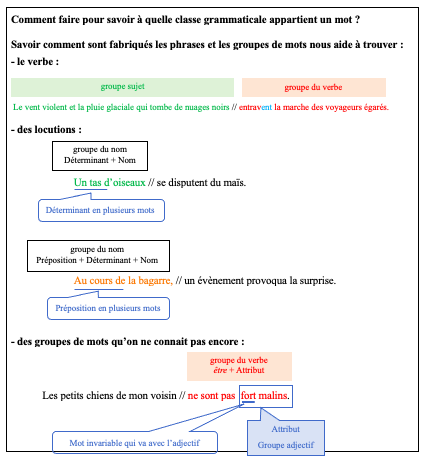 Comment faire pour savoir à quelle classe grammaticale appartient un mot ?
Savoir comment sont fabriqués les phrases et les groupes de mots nous aide à trouver :
- le verbe :
groupe sujet
groupe du verbe
Le vent violent et la pluie glaciale qui tombe de nuages noirs // entravent la marche des voyageurs égarés.
- des locutions :
groupe du nom
Déterminant + Nom
Un tas d'oiseaux // se disputent du maïs.
Déterminant en plusieurs mots
groupe du nom
Préposition + Déterminant + Nom
Au cours de la bagarre, // un évènement provoqua la surprise.
Préposition en plusieurs mots
- des groupes de mots qu'on ne connait pas encore :
groupe du verbe
être + Attribut
Les petits chiens de mon voisin // ne sont pas fort malins.
Mot invariable qui va avec l'adjectif
Attribut
Groupe adjectif